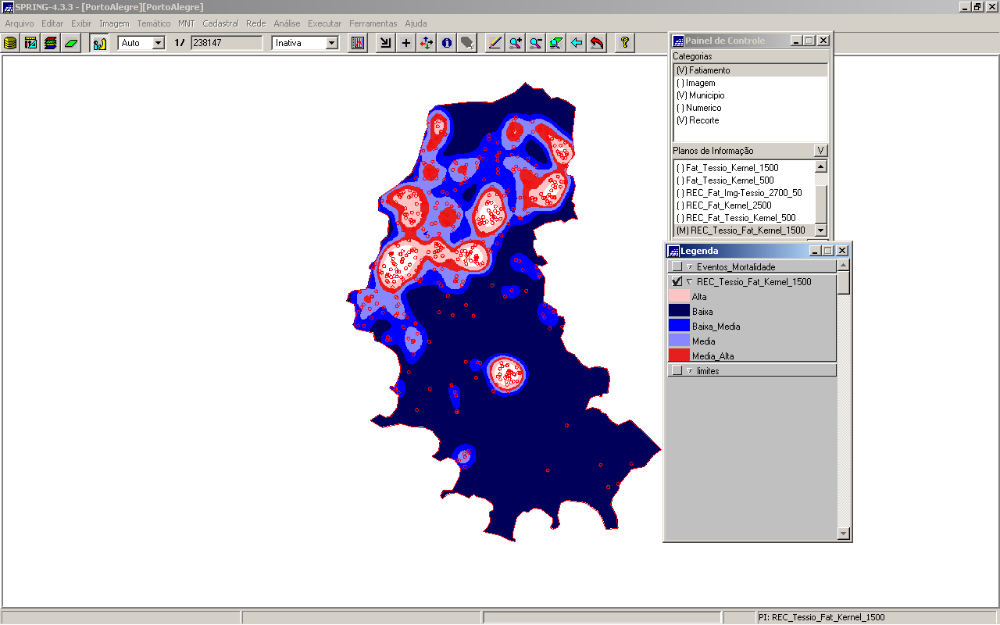 SPRING-4.3.3 - [PortoAlegre][PortoAlegre]
Arquivo Editar Exibir Imagem Temático MNT Cadastral Rede Análise Executar Ferramentas Ajuda
Auto 1/ 238147 Inativa
Painel de Controle
Categorias
(V) Fatiamento
( ) Imagem
(V) Municipio
( ) Numerico
(V) Recorte
Planos de Informação V
( ) Fat_Tessio_Kernel_1500
( ) Fat_Tessio_Kernel_500
( ) REC_Fat_Img-Tessio_2700_50
( ) REC_Fat_Kernel_2500
( ) REC_Fat_Tessio_Kernel_500
(M) REC_Tessio_Fat_Kernel_1500
Legenda
Eventos_Mortalidade
REC_Tessio_Fat_Kernel_1500
Alta
Baixa
Baixa_Media
Media
Media_Alta
limites
PI: REC_Tessio_Fat_Kernel_1500